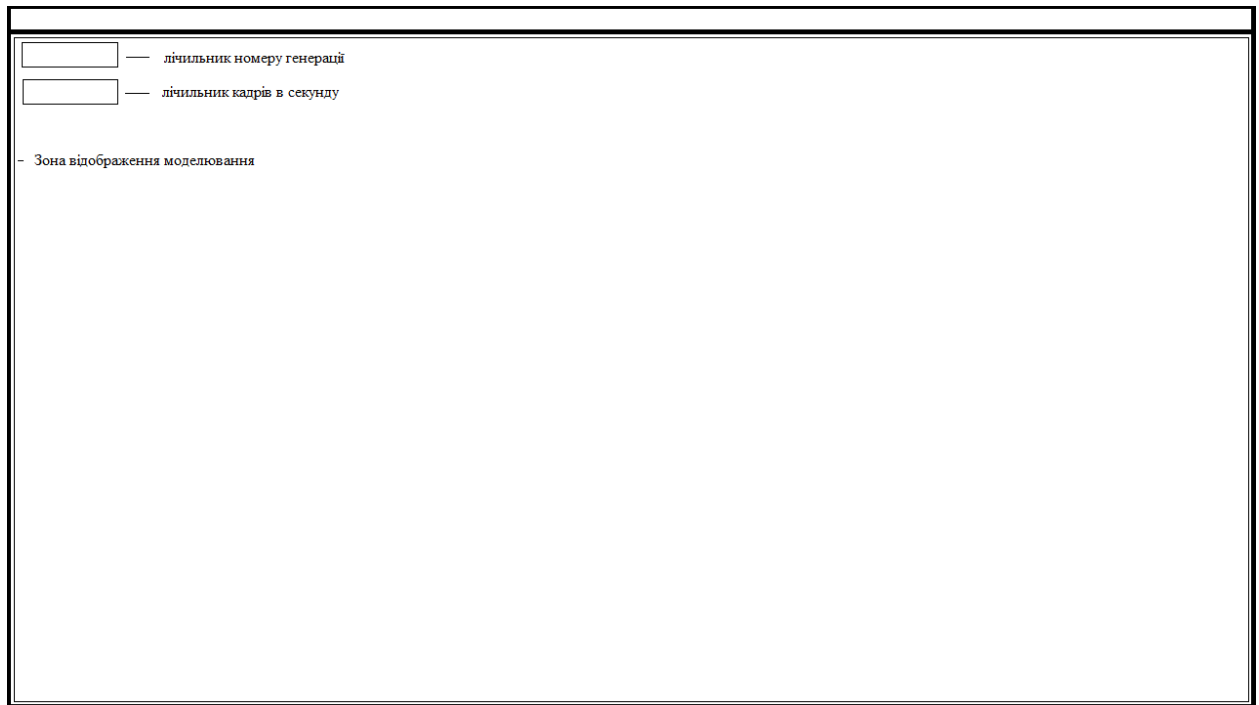 лічильник номеру генерації
лічильник кадрів в секунду
Зона відображення моделювання